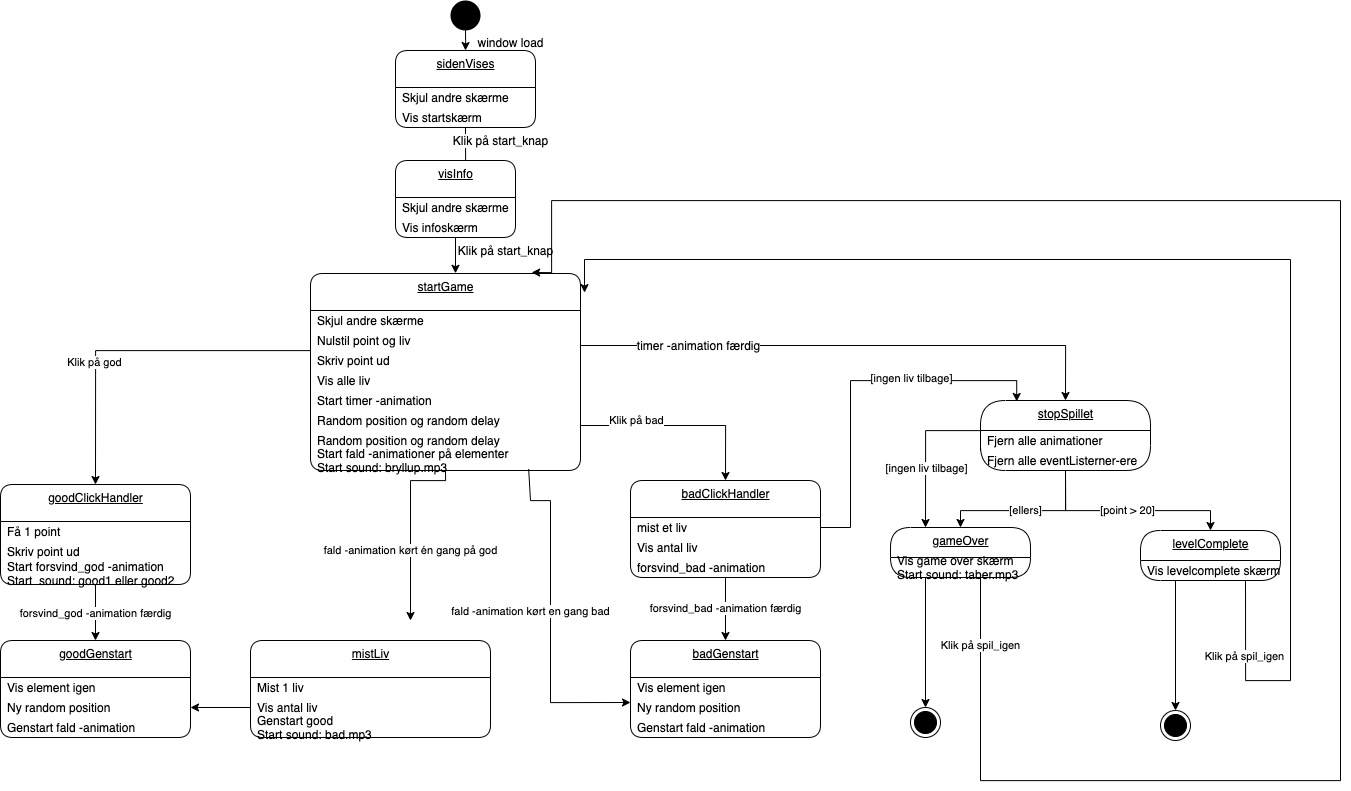 window load
sidenVises
Skjul andre skærme
Vis startskærm
Klik på start_knap
visInfo
Skjul andre skærme
Vis infoskærm
Klik på start_knap
startGame
Skjul andre skærme
Nulstil point og liv
Skriv point ud
Vis alle liv
Start timer -animation
Random position og random delay
Random position og random delay
Start fald -animationer på elementer
Start sound: bryllup.mp3
Klik på god
timer -animation færdig
[ingen liv tilbage]
Klik på bad
stopSpillet
Fjern alle animationer
Fjern alle eventListerner-ere
[ingen liv tilbage]
[ellers]
[point > 20]
goodClickHandler
Få 1 point
Skriv point ud
Start forsvind_god -animation
Start sound: good1 eller good2
badClickHandler
mist et liv
Vis antal liv
forsvind_bad -animation
gameOver
Vis game over skærm
Start sound: taber.mp3
levelComplete
Vis levelcomplete skærm
fald -animation kørt én gang på god
forsvind_god -animation færdig
fald -animation kørt en gang bad
forsvind_bad -animation færdig
Klik på spil_igen
Klik på spil_igen
goodGenstart
Vis element igen
Ny random position
Genstart fald -animation
mistLiv
Mist 1 liv
Vis antal liv
Genstart good
Start sound: bad.mp3
badGenstart
Vis element igen
Ny random position
Genstart fald -animation